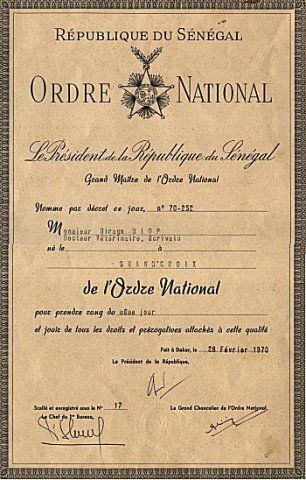 RÉPUBLIQUE DU SÉNÉGAL
ORDRE NATIONAL
Le Président de la République du Sénégal
Grand Maître de l'Ordre National
Nomme par décret ce jour, n° 70-252
Monsieur Birago DIOP
Docteur Vétérinaire, Ecrivain
né le à
GRAND'CROIX
de l'Ordre National
pour prendre rang du même jour
et jouir de tous les droits et prérogatives attachés à cette qualité
Fait à Dakar, le 28 Février 1970
Le Président de la République,
Scellé et enregistré sous le N° 17
Le Chef du 1er Bureau,
Le Grand Chancelier de l'Ordre National,